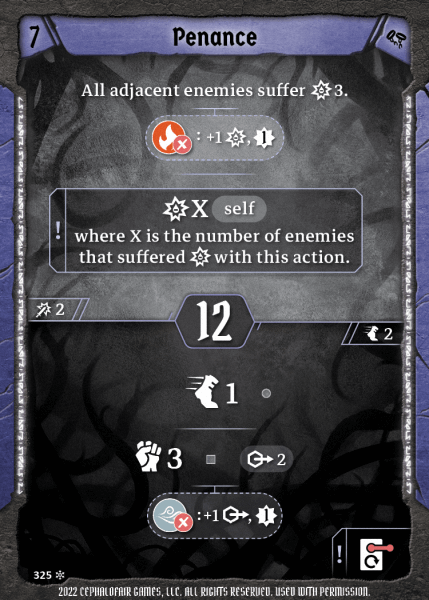 7
Penance
All adjacent enemies suffer 3.
: +1 , 1
! X self
where X is the number of enemies
that suffered with this action.
2
12
2
1
3 2
:+1 , 1
!
325
2022 CEPHALOFAIR GAMES, LLC. ALL RIGHTS RESERVED. USED WITH PERMISSION.